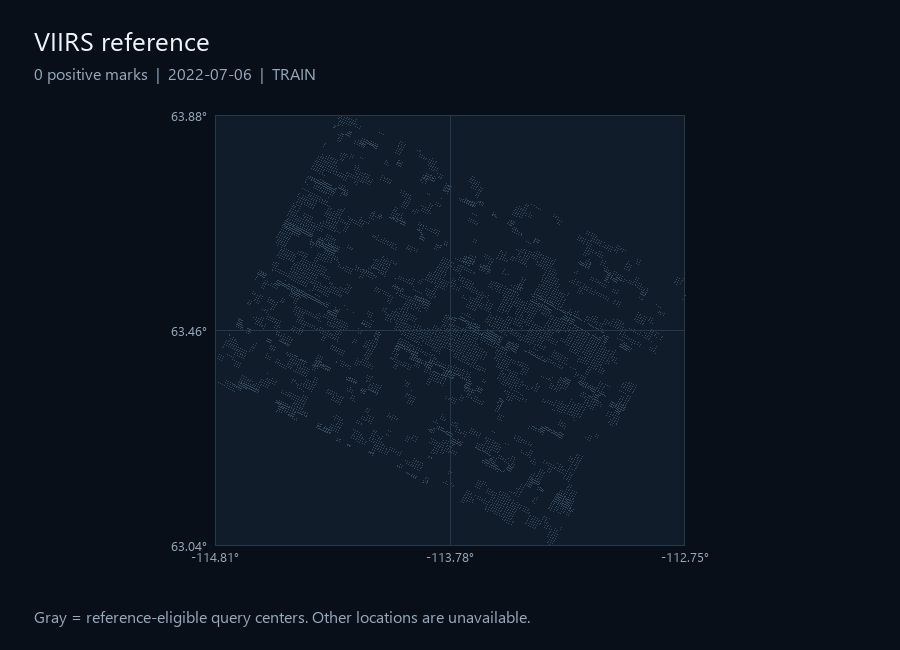 VIIRS reference
0 positive marks | 2022-07-06 | TRAIN
63.88°
63.46°
63.04°
-114.81°
-113.78°
-112.75°
Gray = reference-eligible query centers. Other locations are unavailable.